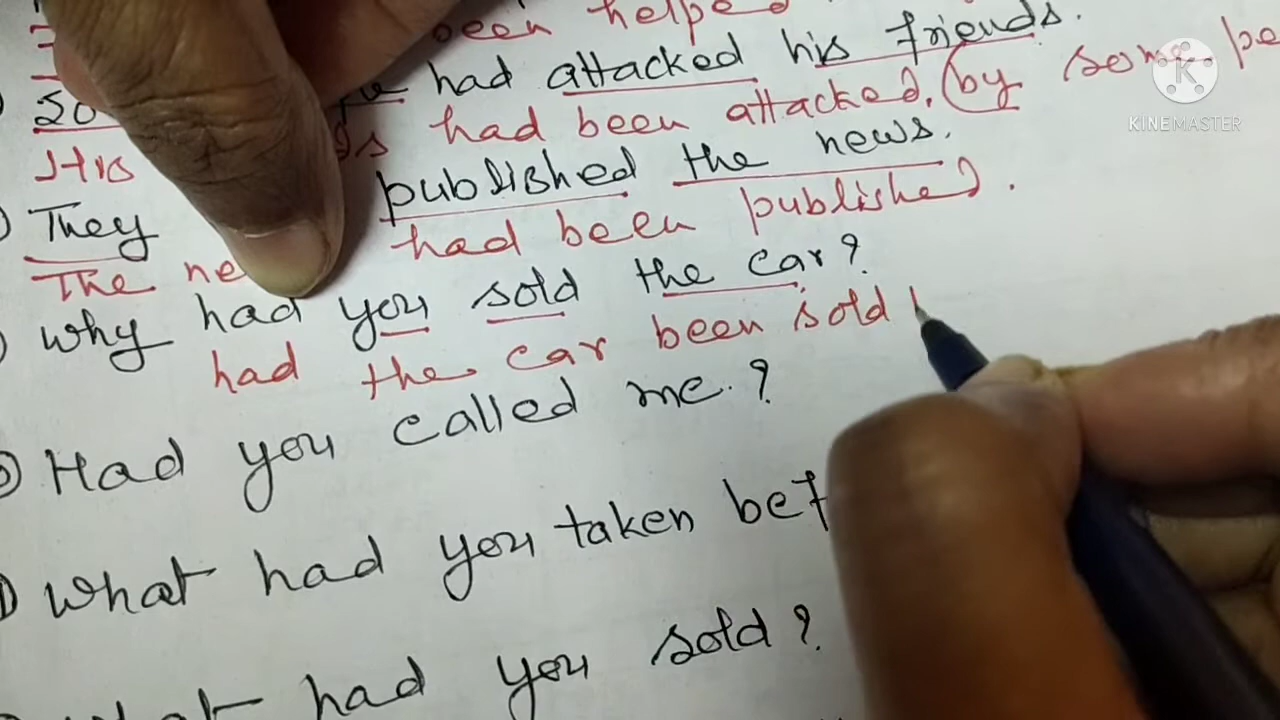 been helped
had attacked his friends.
His had been attacked. by some
They published the news.
The had been published.
Why had you sold the car?
had the car been sold
Had you called me.?
What had you taken
had you sold?
KINEMASTER